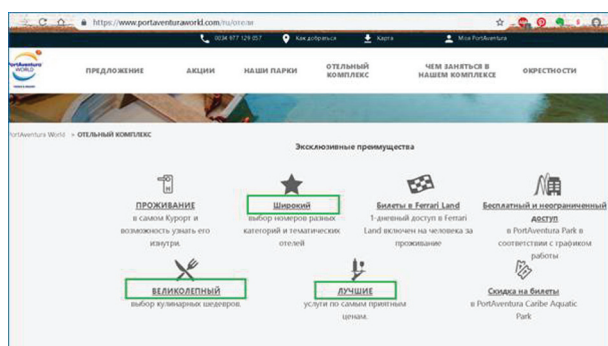 https://www.portaventuraworld.com/ru/отели
0034 977 129 057 Как добраться Карта Моя PortAventura
PortAventura
WORLD
ПРЕДЛОЖЕНИЕ АКЦИИ НАШИ ПАРКИ ОТЕЛЬНЫЙ КОМПЛЕКС ЧЕМ ЗАНЯТЬСЯ В НАШЕМ КОМПЛЕКСЕ ОКРЕСТНОСТИ
PortAventura World > ОТЕЛЬНЫЙ КОМПЛЕКС
Эксклюзивные преимущества
ПРОЖИВАНИЕ
в самом Курорт и
возможность узнать его
изнутри.
Широкий
выбор номеров разных
категорий и тематических
отелей
Билеты в Ferrari Land
1-дневный доступ в Ferrari
Land включен на человека за
проживание
Бесплатный и неограниченный
доступ
в PortAventura Park в
соответствии с графиком
работы
ВЕЛИКОЛЕПНЫЙ
выбор кулинарных шедевров.
ЛУЧШИЕ
услуги по самым приятным
ценам.
Скидка на билеты
в PortAventura Caribe Aquatic
Park